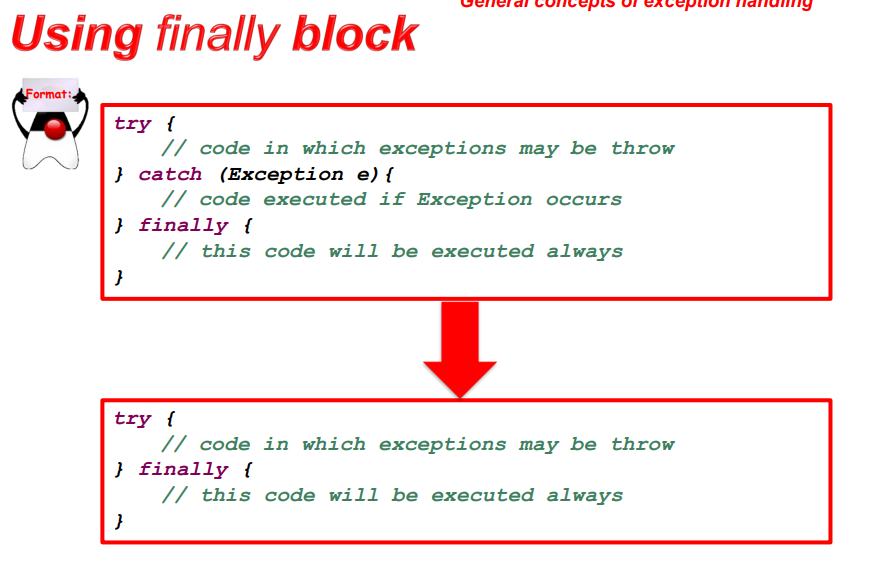 General concepts of exception handling
Using finally block
Format:
try {
// code in which exceptions may be throw
} catch (Exception e){
// code executed if Exception occurs
} finally {
// this code will be executed always
}
try {
// code in which exceptions may be throw
} finally {
// this code will be executed always
}